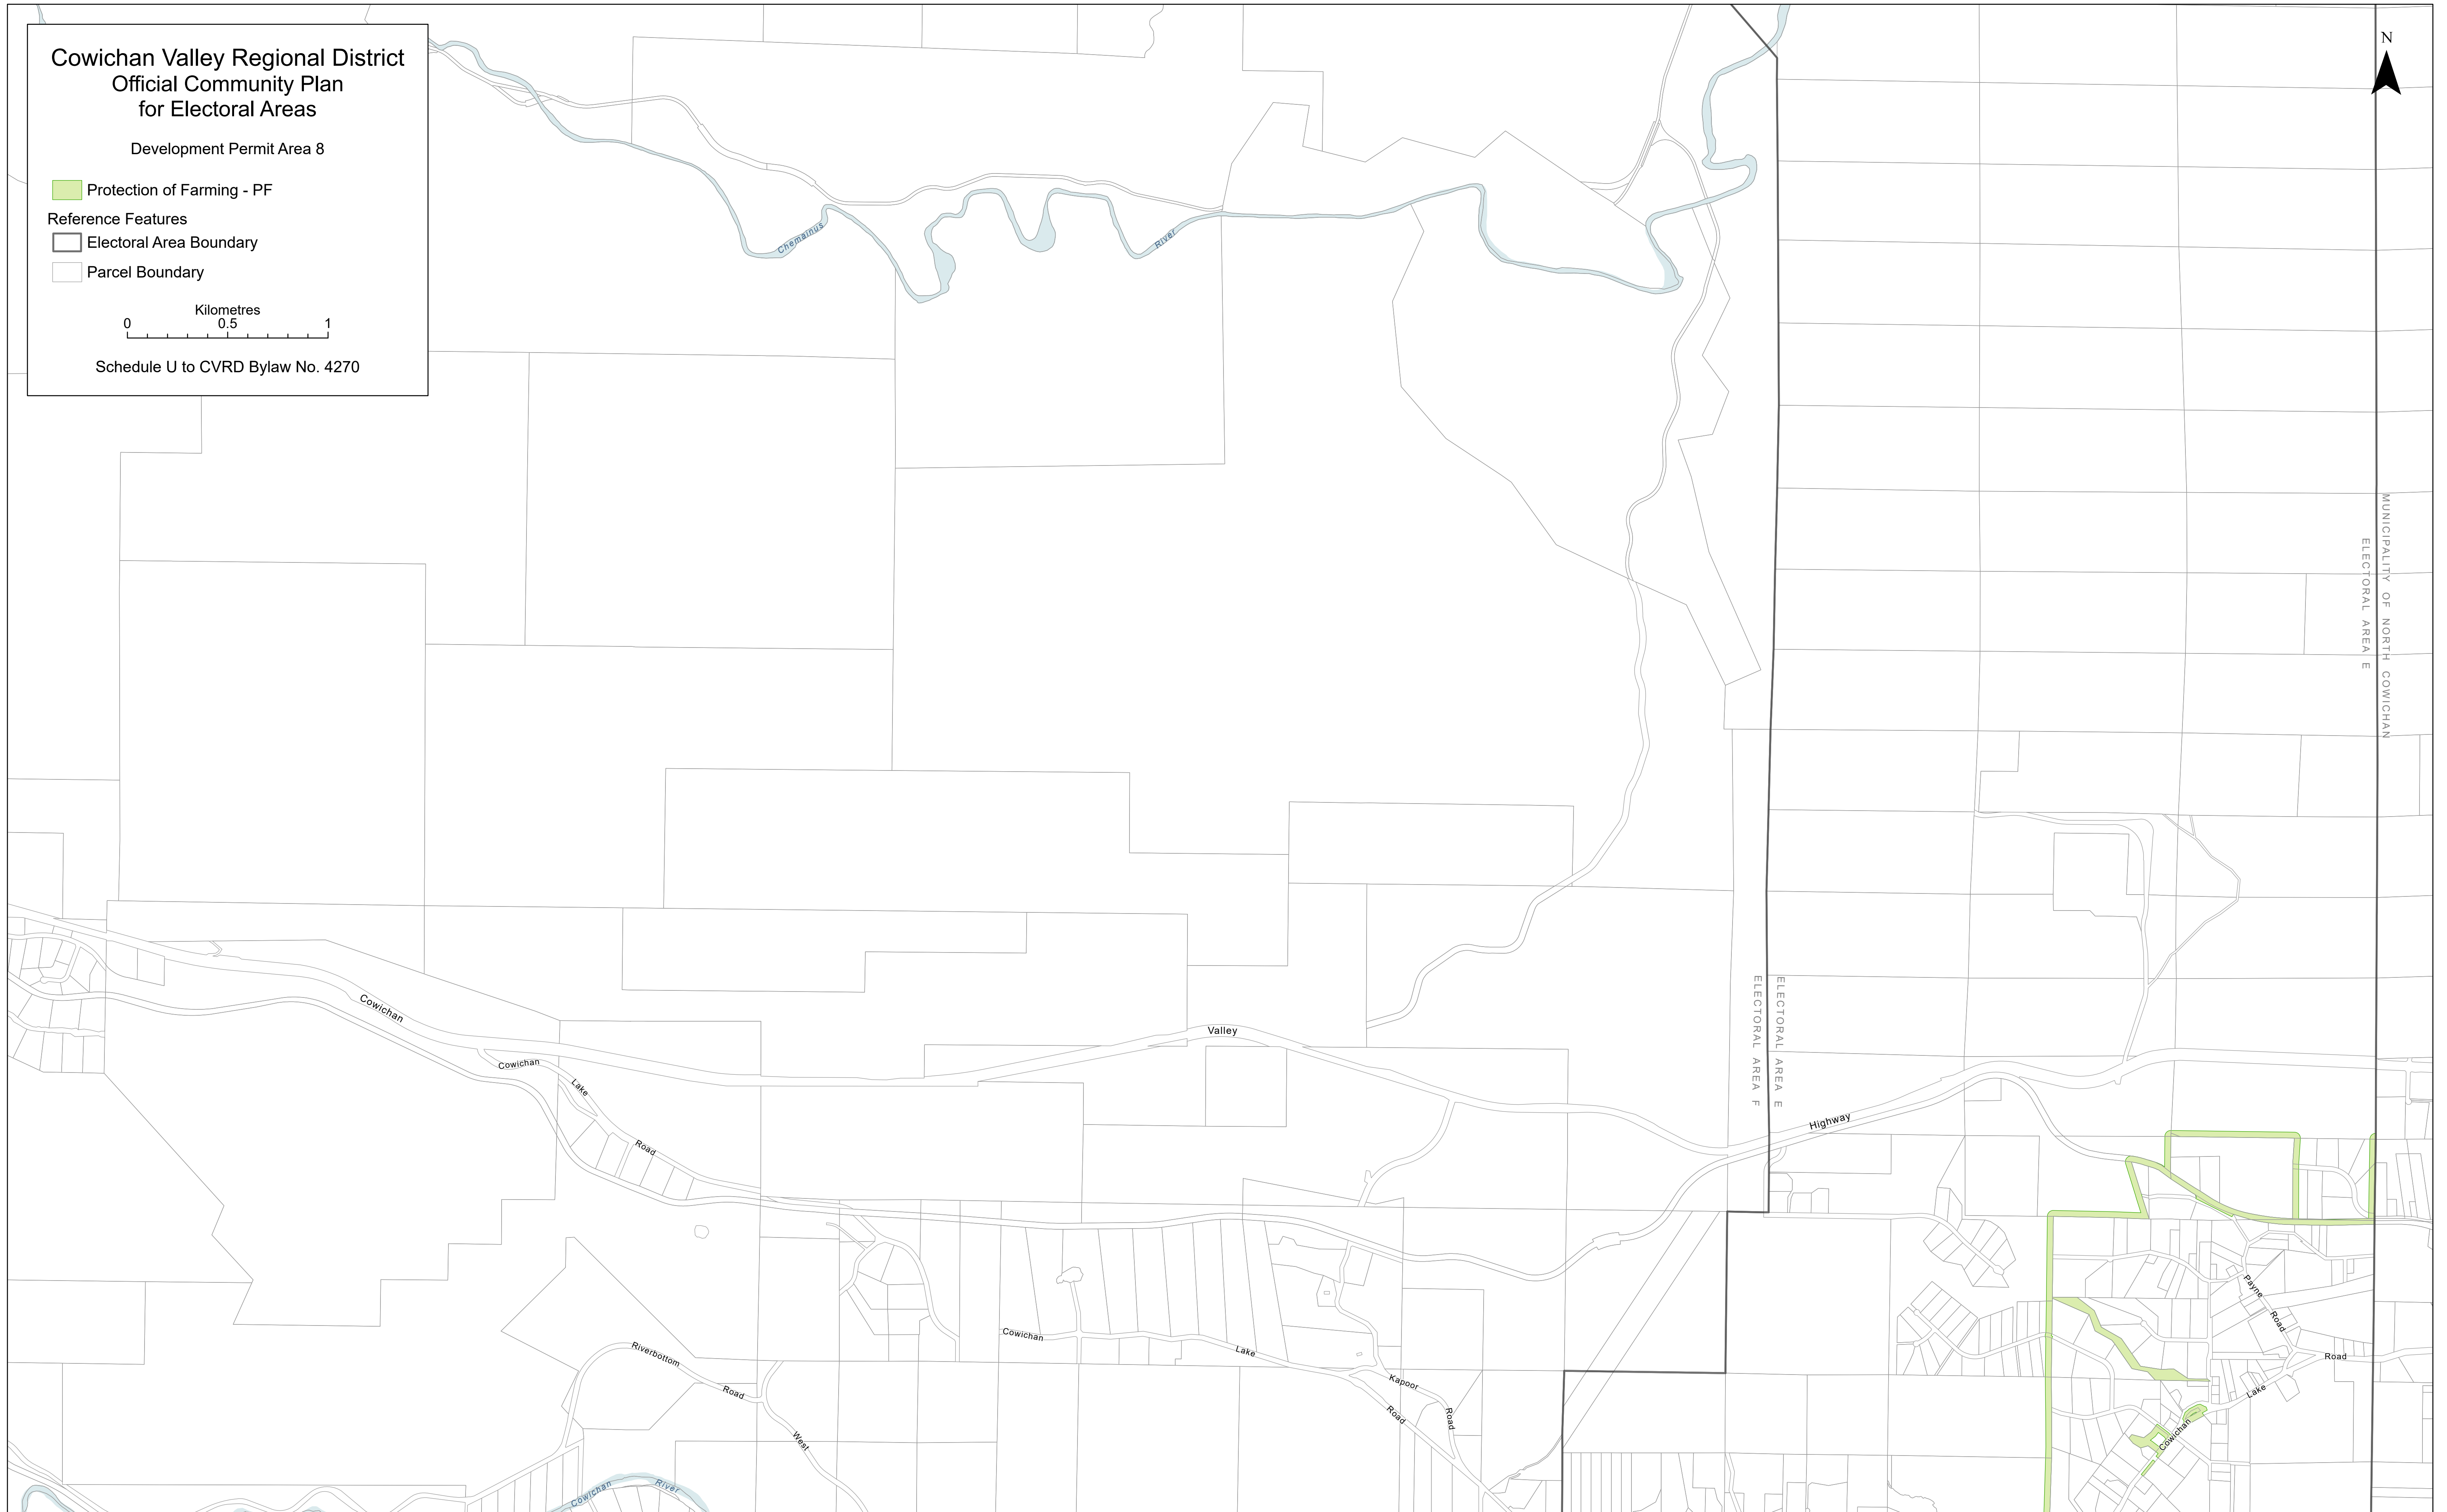 Cowichan Valley Regional District
Official Community Plan
for Electoral Areas
Development Permit Area 8
Protection of Farming - PF
Reference Features
Electoral Area Boundary
Parcel Boundary
Kilometres
0 0.5 1
Schedule U to CVRD Bylaw No. 4270
N
Chemainus
River
MUNICIPALITY OF NORTH COWICHAN
ELECTORAL AREA E
ELECTORAL AREA F
ELECTORAL AREA E
Cowichan
Valley
Highway
Cowichan
Lake
Road
Cowichan
Lake
Road
Kapoor
Road
Riverbottom
Road
West
Cowichan
River
Payne
Road
Road
Lake
Cowichan